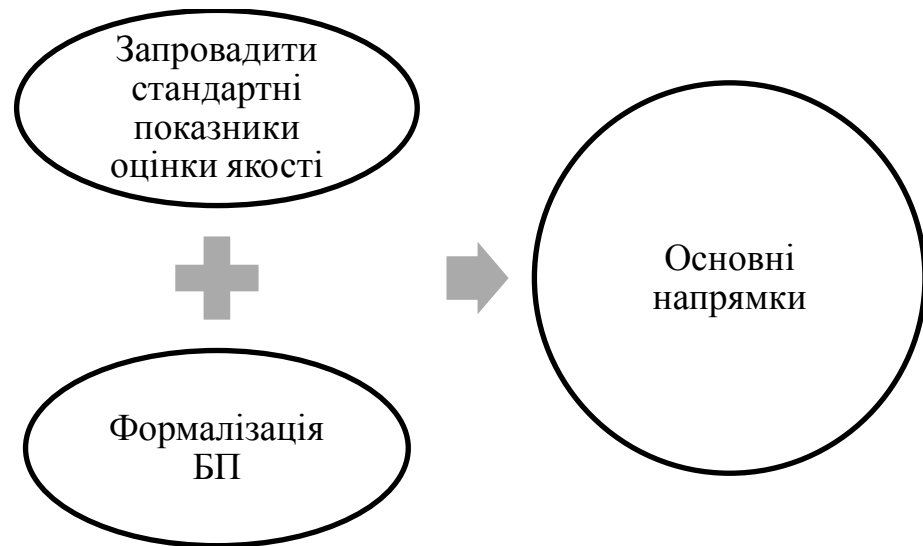 Запровадити
стандартні
показники
оцінки якості
Формалізація
БП
Основні
напрямки